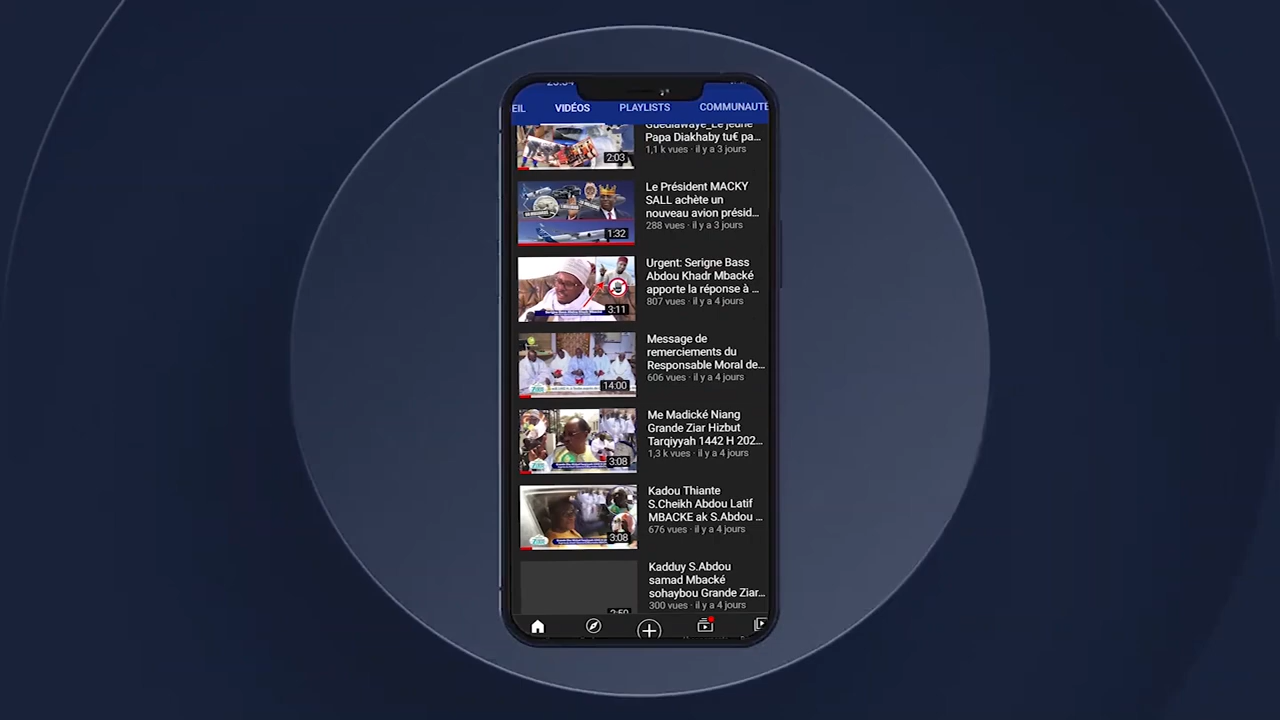 EIL VIDÉOS PLAYLISTS COMMUNAUTÉ
Guédiawaye_Le jeune
Papa Diakhaby tu€ pa...
1,1 k vues · il y a 3 jours
2:03
Le Président MACKY
SALL achète un
nouveau avion présid...
288 vues · il y a 3 jours
1:32
Urgent: Serigne Bass
Abdou Khadr Mbacké
apporte la réponse à ...
807 vues · il y a 4 jours
3:11
Message de
remerciements du
Responsable Moral de...
606 vues · il y a 4 jours
14:00
Me Madické Niang
Grande Ziar Hizbut
Tarqiyyah 1442 H 202...
1,3 k vues · il y a 4 jours
3:08
Kadou Thiante
S.Cheikh Abdou Latif
MBACKE ak S.Abdou ...
676 vues · il y a 4 jours
3:08
Kadduy S.Abdou
samad Mbacké
sohaybou Grande Ziar...
300 vues · il y a 4 jours